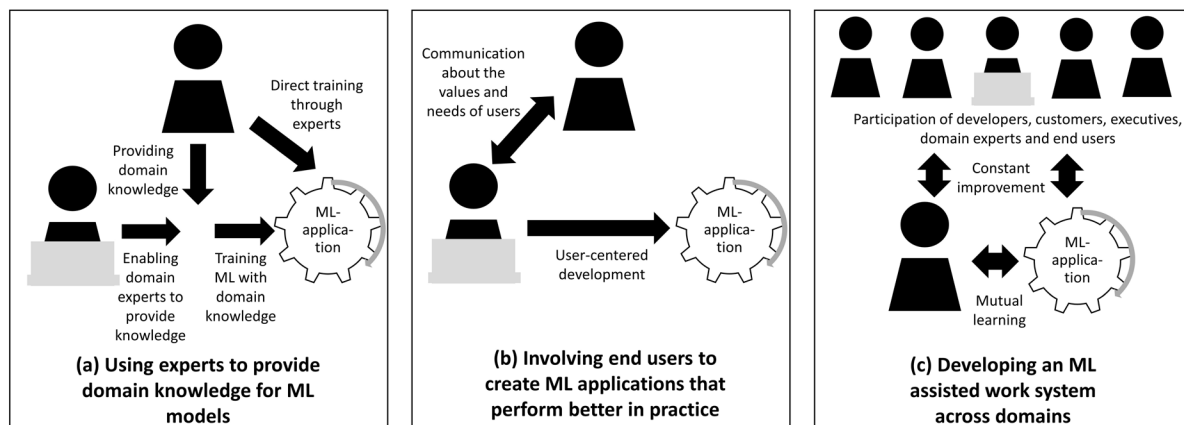 Direct training
through
experts
Providing
domain
knowledge
ML-
applica-
tion
Enabling
domain
experts to
provide
knowledge
Training
ML with
domain
knowledge
(a) Using experts to provide
domain knowledge for ML
models
Communication
about the
values and
needs of users
ML-
applica-
tion
User-centered
development
(b) Involving end users to
create ML applications that
perform better in practice
Participation of developers, customers, executives,
domain experts and end users
Constant
improvement
ML-
applica-
tion
Mutual
learning
(c) Developing an ML
assisted work system
across domains